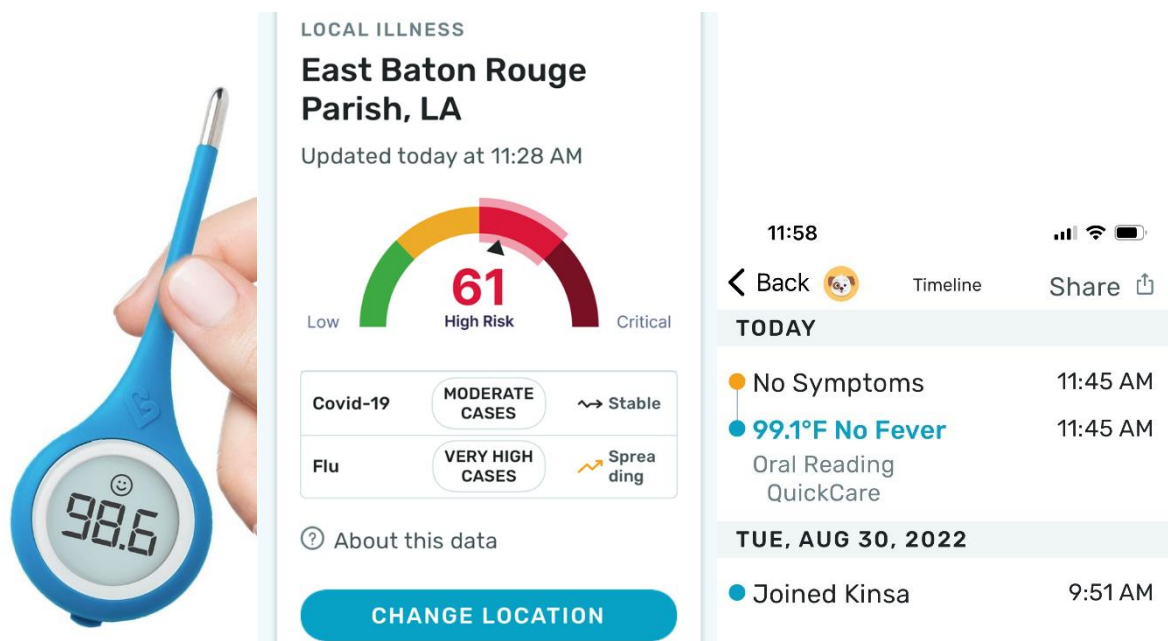 98.6
LOCAL ILLNESS
East Baton Rouge
Parish, LA
Updated today at 11:28 AM
61
Low
High Risk
Critical
Covid-19
MODERATE
CASES
Stable
Flu
VERY HIGH
CASES
Sprea
ding
? About this data
CHANGE LOCATION
11:58
Back
Timeline
Share
TODAY
No Symptoms 11:45 AM
99.1°F No Fever 11:45 AM
Oral Reading
QuickCare
TUE, AUG 30, 2022
Joined Kinsa 9:51 AM